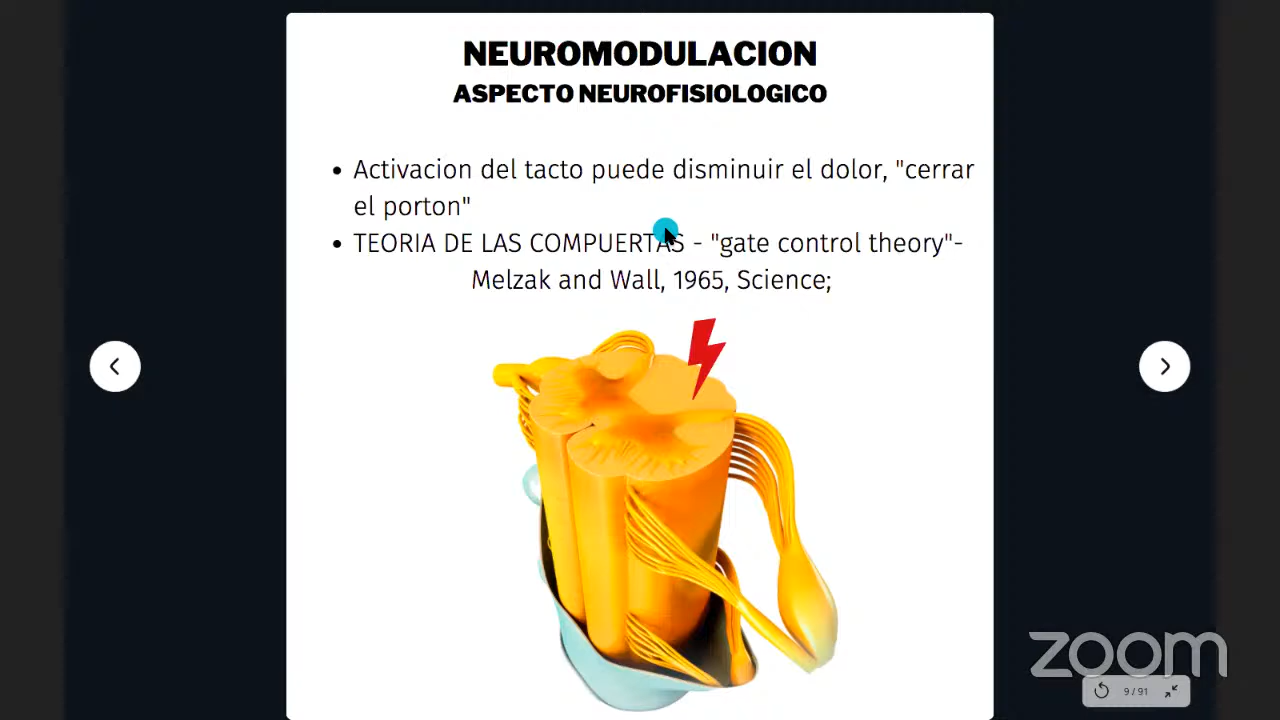 NEUROMODULACION
ASPECTO NEUROFISIOLOGICO
• Activacion del tacto puede disminuir el dolor, "cerrar
el porton"
• TEORIA DE LAS COMPUERTAS - "gate control theory"-
Melzak and Wall, 1965, Science;
zoom
9/91